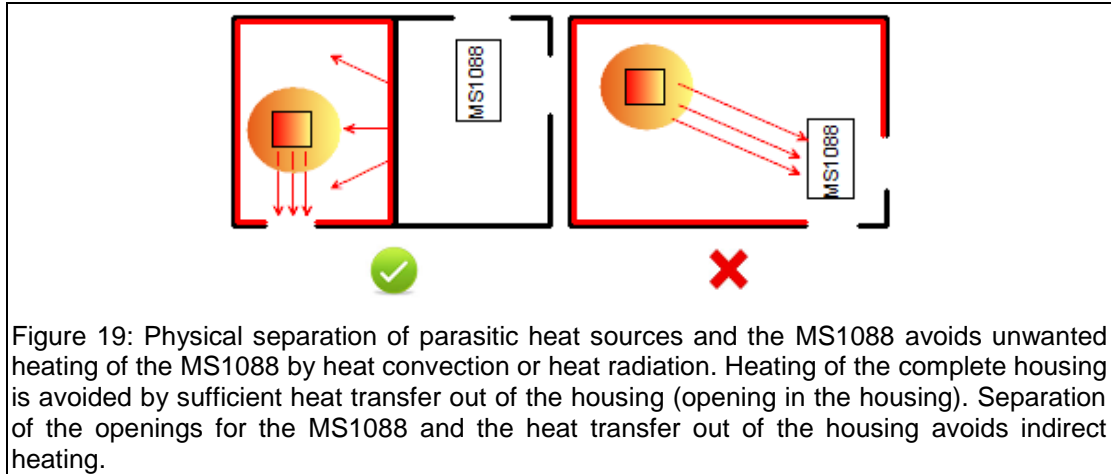 MS1088
MS1088
Figure 19: Physical separation of parasitic heat sources and the MS1088 avoids unwanted
heating of the MS1088 by heat convection or heat radiation. Heating of the complete housing
is avoided by sufficient heat transfer out of the housing (opening in the housing). Separation
of the openings for the MS1088 and the heat transfer out of the housing avoids indirect
heating.